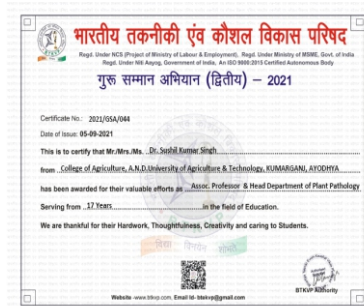 भारतीय तकनीकी एंव कौशल विकास परिषद
Regd. Under NCS (Project of Ministry of Labour & Employment), Regd. Under Ministry of MSME, Govt. of India
Regd. Under Niti Aayog, Government of India, An ISO 9001:2015 Certified Autonomous Body
गुरू सम्मान अभियान (द्वितीय) – 2021
Certificate No.: 2021/GSA/044
Date of Issue: 05-09-2021
This is to certify that Mr./Mrs./Ms. Dr. Sushil Kumar Singh
from College of Agriculture, A.N.D.University of Agriculture & Technology, KUMARGANJ, AYODHYA
has been awarded for their valuable efforts as Assoc. Professor & Head Department of Plant Pathology
Serving from 17 Years in the field of Education.
We are thankful for their Hardwork, Thoughtfulness, Creativity and caring to Students.
BTKVP Authority
Website -www.btkvp.com, Email Id- btekvp@gmail.com